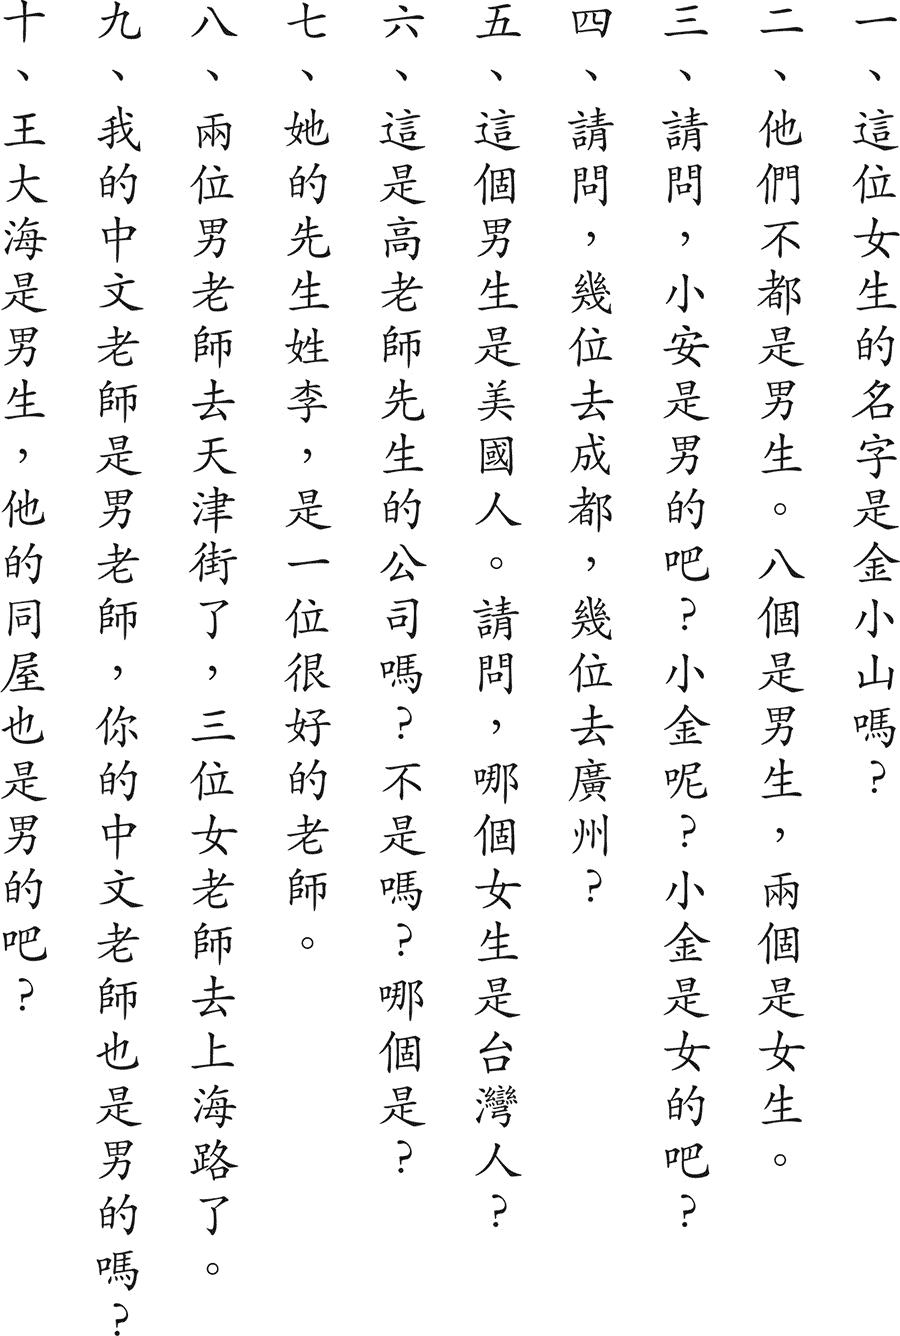 一、這位女生的名字是金小山嗎？
二、他們不都是男生。八個是男生，兩個是女生。
三、請問，小安是男的吧？小金呢？小金是女的吧？
四、請問，幾位去成都，幾位去廣州？
五、這個男生是美國人。請問，哪個女生是台灣人？
六、這是高老師先生的公司嗎？不是嗎？哪個是？
七、她的先生姓李，是一位很好的老師。
八、兩位男老師去天津街了，三位女老師去上海路了。
九、我的中文老師是男老師，你的中文老師也是男的嗎？
十、王大海是男生，他的同屋也是男的吧？